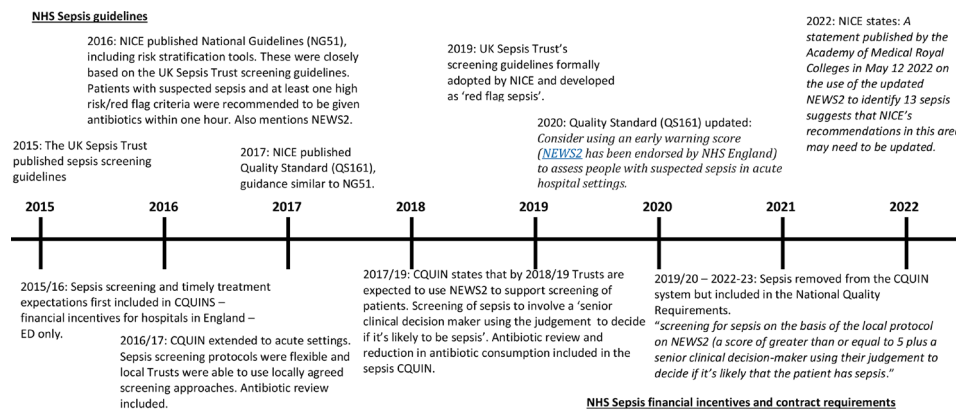 NHS Sepsis guidelines
2016: NICE published National Guidelines (NG51),
including risk stratification tools. These were closely
based on the UK Sepsis Trust screening guidelines.
Patients with suspected sepsis and at least one high
risk/red flag criteria were recommended to be given
antibiotics within one hour. Also mentions NEWS2.
2019: UK Sepsis Trust's
screening guidelines formally
adopted by NICE and developed
as 'red flag sepsis'.
2022: NICE states: A
statement published by the
Academy of Medical Royal
Colleges in May 12 2022 on
the use of the updated
NEWS2 to identify 13 sepsis
suggests that NICE's
recommendations in this area
may need to be updated.
2015: The UK Sepsis Trust
published sepsis screening
guidelines
2017: NICE published
Quality Standard (QS161),
guidance similar to NG51.
2020: Quality Standard (QS161) updated:
Consider using an early warning score
(NEWS2 has been endorsed by NHS England)
to assess people with suspected sepsis in acute
hospital settings.
2015 2016 2017 2018 2019 2020 2021 2022
2015/16: Sepsis screening and timely treatment
expectations first included in CQUINS –
financial incentives for hospitals in England –
ED only.
2016/17: CQUIN extended to acute settings.
Sepsis screening protocols were flexible and
local Trusts were able to use locally agreed
screening approaches. Antibiotic review
included.
2017/19: CQUIN states that by 2018/19 Trusts are
expected to use NEWS2 to support screening of
patients. Screening of sepsis to involve a 'senior
clinical decision maker using the judgement to decide
if it's likely to be sepsis'. Antibiotic review and
reduction in antibiotic consumption included in the
sepsis CQUIN.
2019/20 – 2022-23: Sepsis removed from the CQUIN
system but included in the National Quality
Requirements.
"screening for sepsis on the basis of the local protocol
on NEWS2 (a score of greater than or equal to 5 plus a
senior clinical decision-maker using their judgement to
decide if it's likely that the patient has sepsis."
NHS Sepsis financial incentives and contract requirements